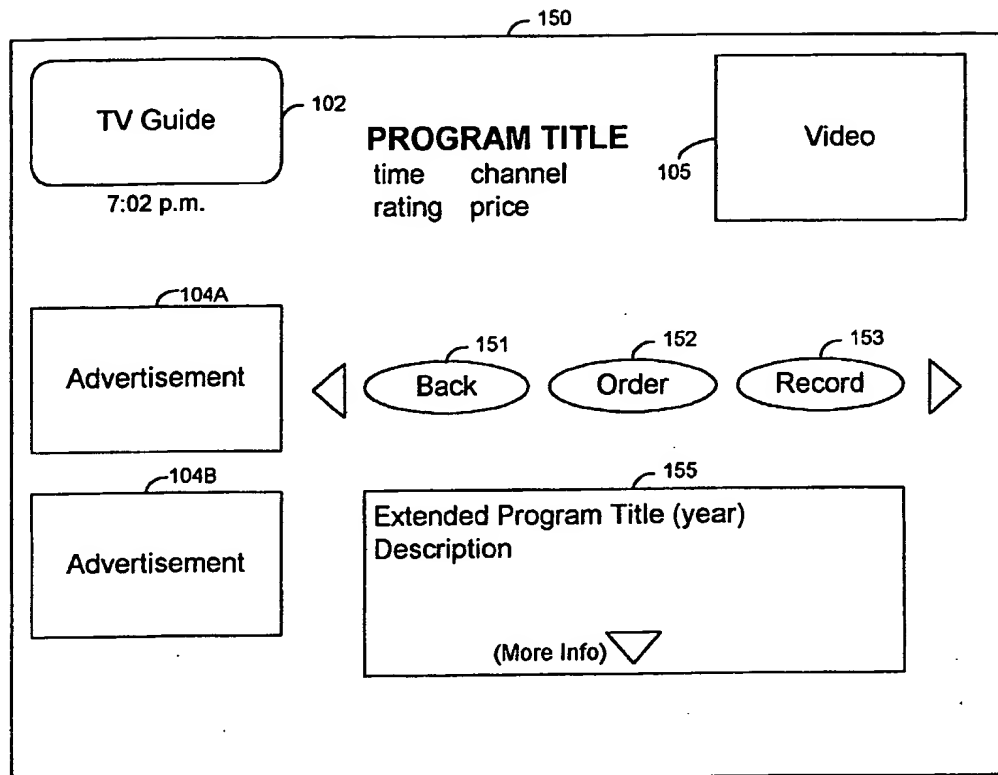 150
TV Guide
102
7:02 p.m.
PROGRAM TITLE
time channel
rating price
105
Video
104A
Advertisement
151
Back
152
Order
153
Record
104B
Advertisement
155
Extended Program Title (year)
Description
(More Info)